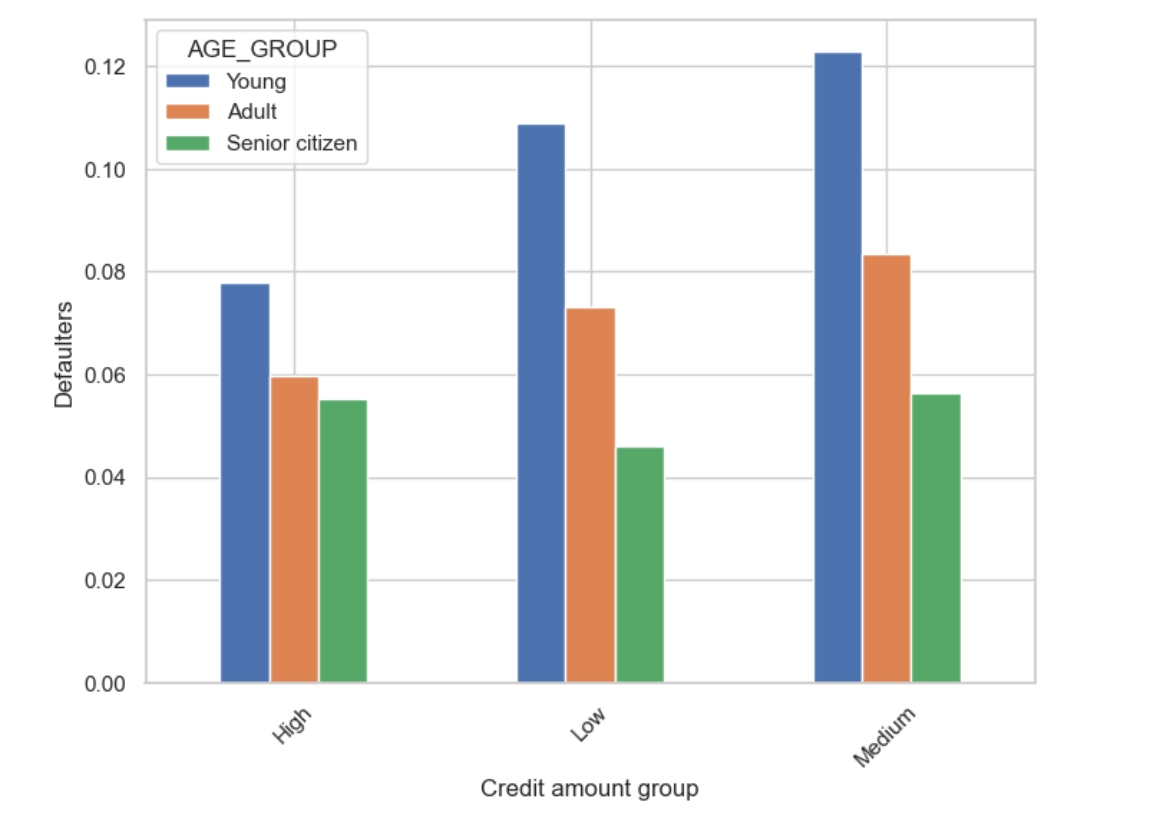 AGE_GROUP
Young
Adult
Senior citizen
0.12
0.10
0.08
0.06
0.04
0.02
0.00
Defaulters
High
Low
Medium
Credit amount group